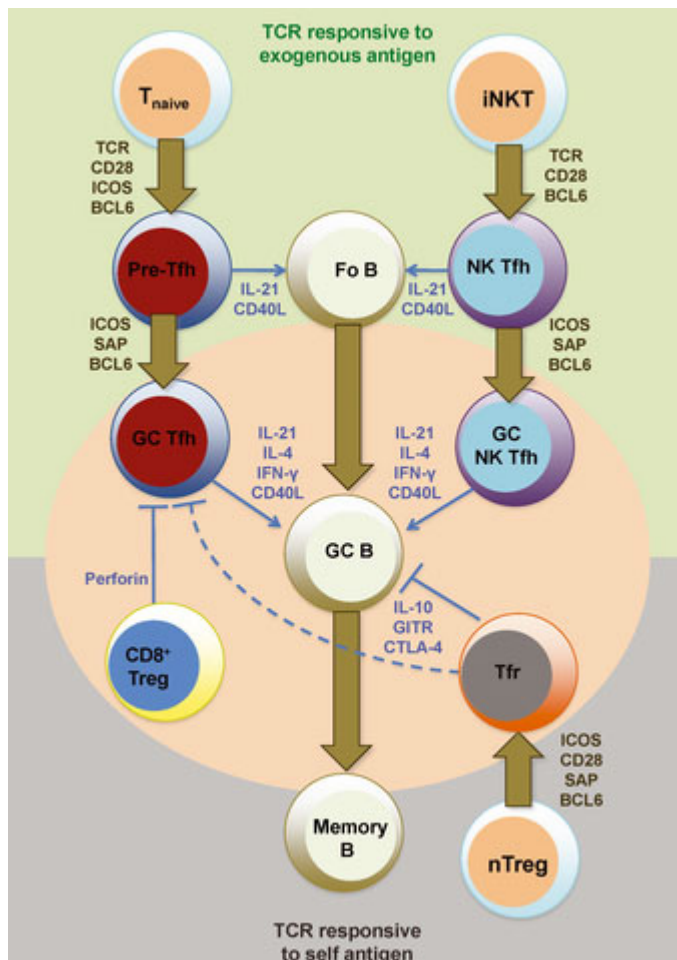 TCR responsive to
exogenous antigen
Tnaive
iNKT
TCR
CD28
ICOS
BCL6
TCR
CD28
BCL6
Pre-Tfh
Fo B
NK Tfh
IL-21
CD40L
IL-21
CD40L
ICOS
SAP
BCL6
ICOS
SAP
BCL6
GC Tfh
GC
NK Tfh
IL-21
IL-4
IFN-γ
CD40L
IL-21
IL-4
IFN-γ
CD40L
GC B
Perforin
IL-10
GITR
CTLA-4
CD8+
Treg
Tfr
ICOS
CD28
SAP
BCL6
Memory
B
nTreg
TCR responsive
to self antigen